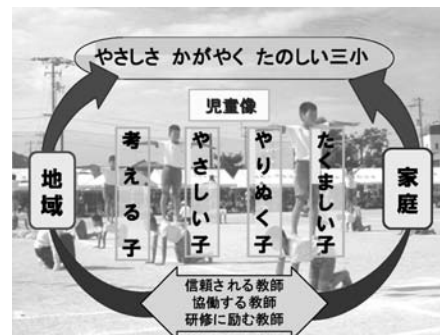 やさしさ かがやく たのしい三小
児童像
考える子
やさしい子
やりぬく子
たくましい子
地域
家庭
信頼される教師
協働する教師
研修に励む教師